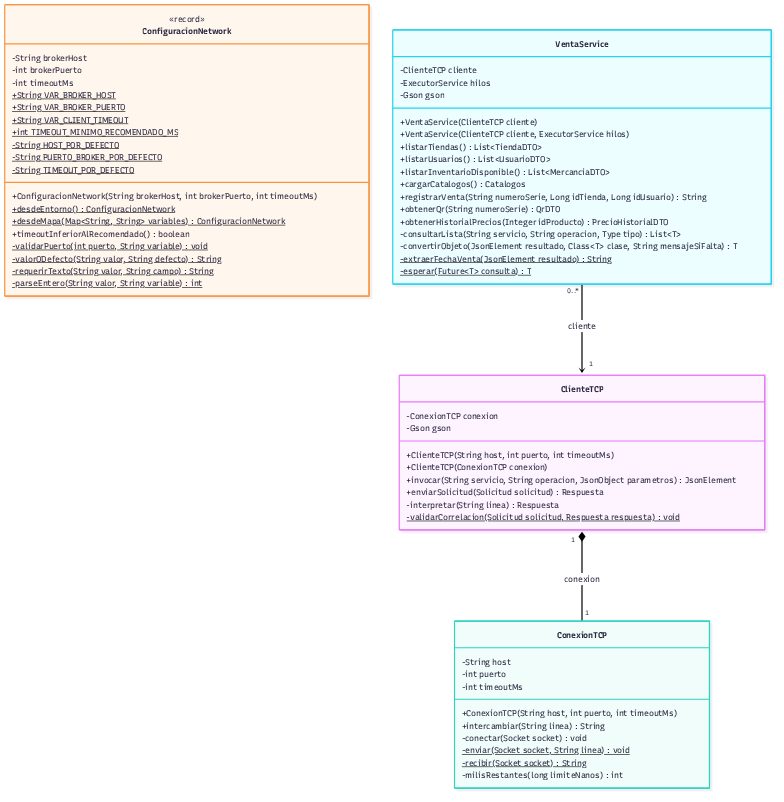 «record»
ConfiguracionNetwork
-String brokerHost
-int brokerPuerto
-int timeoutMs
+String VAR_BROKER_HOST
+String VAR_BROKER_PUERTO
+String VAR_CLIENT_TIMEOUT
+int TIMEOUT_MINIMO_RECOMENDADO_MS
-String HOST_POR_DEFECTO
-String PUERTO_BROKER_POR_DEFECTO
-String TIMEOUT_POR_DEFECTO
+ConfiguracionNetwork(String brokerHost, int brokerPuerto, int timeoutMs)
+desdeEntorno() : ConfiguracionNetwork
+desdeMapa(Map<String, String> variables) : ConfiguracionNetwork
+timeoutInferiorAlRecomendado() : boolean
-validarPuerto(int puerto, String variable) : void
-valorODefecto(String valor, String defecto) : String
-requerirTexto(String valor, String campo) : String
-parseEntero(String valor, String variable) : int
VentaService
-ClienteTCP cliente
-ExecutorService hilos
-Gson gson
+VentaService(ClienteTCP cliente)
+VentaService(ClienteTCP cliente, ExecutorService hilos)
+listarTiendas() : List<TiendaDTO>
+listarUsuarios() : List<UsuarioDTO>
+listarInventarioDisponible() : List<MercanciaDTO>
+cargarCatalogos() : Catalogos
+registrarVenta(String numeroSerie, Long idTienda, Long idUsuario) : String
+obtenerQr(String numeroSerie) : QrDTO
+obtenerHistorialPrecios(Integer idProducto) : PrecioHistorialDTO
-consultarLista(String servicio, String operacion, Type tipo) : List<T>
-convertirObjeto(JsonElement resultado, Class<T> clase, String mensajeSiFalta) : T
-extraerFechaVenta(JsonElement resultado) : String
-esperar(Future<T> consulta) : T
0..*
cliente
1
ClienteTCP
-ConexionTCP conexion
-Gson gson
+ClienteTCP(String host, int puerto, int timeoutMs)
+ClienteTCP(ConexionTCP conexion)
+invocar(String servicio, String operacion, JsonObject parametros) : JsonElement
+enviarSolicitud(Solicitud solicitud) : Respuesta
-interpretar(String linea) : Respuesta
-validarCorrelacion(Solicitud solicitud, Respuesta respuesta) : void
1
conexion
1
ConexionTCP
-String host
-int puerto
-int timeoutMs
+ConexionTCP(String host, int puerto, int timeoutMs)
+intercambiar(String linea) : String
-conectar(Socket socket) : void
-enviar(Socket socket, String linea) : void
-recibir(Socket socket) : String
-milisRestantes(long limiteNanos) : int